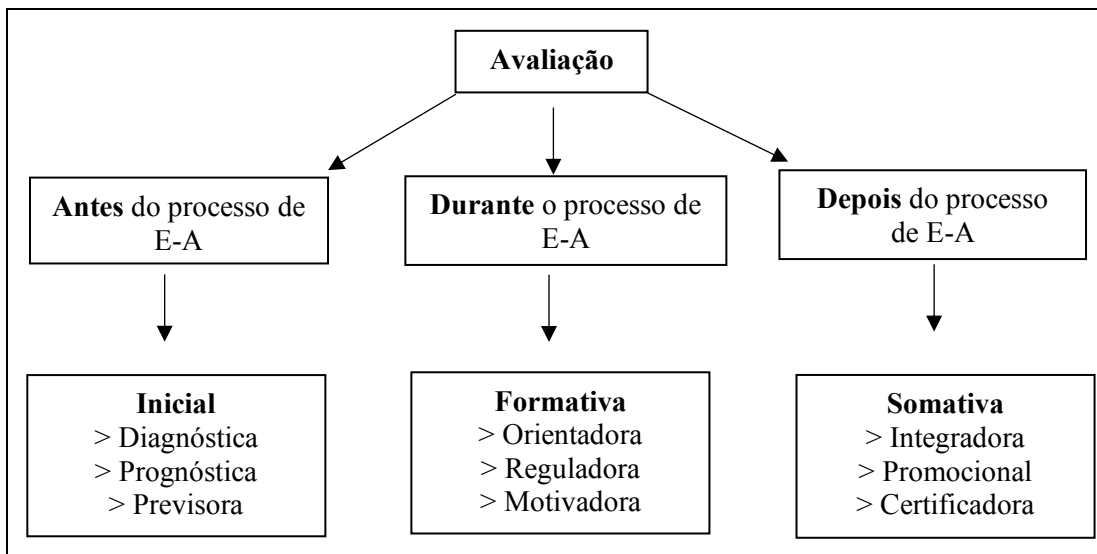 Avaliação
Antes do processo de
E-A
Durante o processo de
E-A
Depois do processo
de E-A
Inicial
> Diagnóstica
> Prognóstica
> Previsora
Formativa
> Orientadora
> Reguladora
> Motivadora
Somativa
> Integradora
> Promocional
> Certificadora